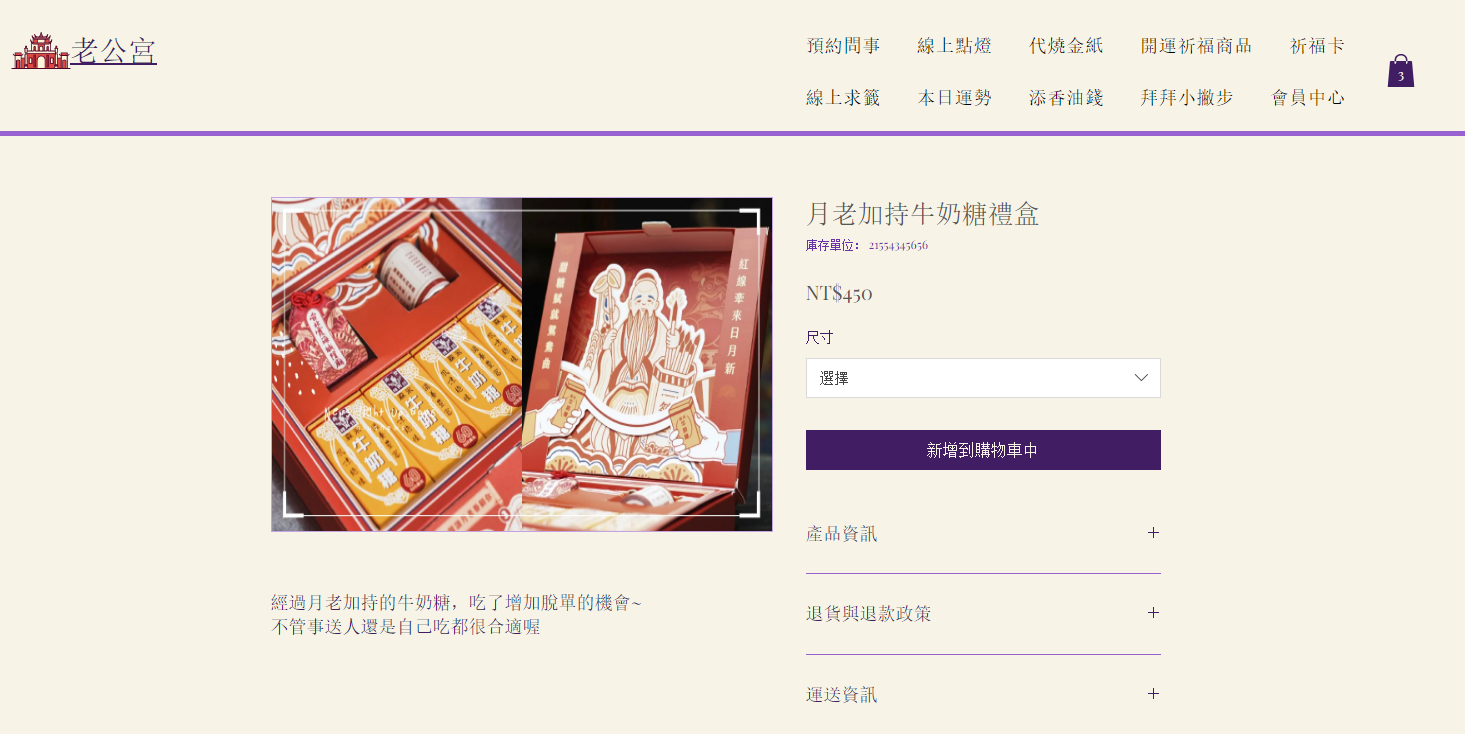 老公宮
預約問事 線上點燈 代燒金紙 開運祈福商品 祈福卡
線上求籤 本日運勢 添香油錢 拜拜小撇步 會員中心
3
月老加持牛奶糖禮盒
庫存單位： 21554345656
NT$450
尺寸
選擇
新增到購物車中
產品資訊
退貨與退款政策
運送資訊
紅線牽來日月新
牛奶糖
牛奶糖
經過月老加持的牛奶糖，吃了增加脫單的機會~
不管事送人還是自己吃都很合適喔